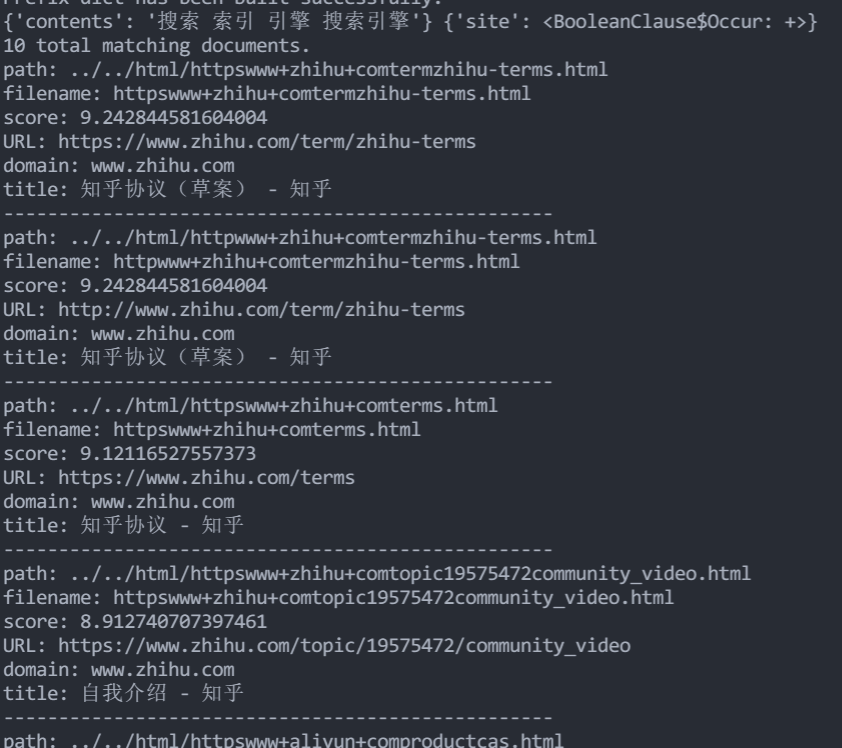 Prefix dict has been built successfully.
{'contents': '搜索 索引 引擎 搜索引擎'} {'site': <BooleanClause$Occur: +>}
10 total matching documents.
path: ../../html/httpswww+zhihu+comtermzhihu-terms.html
filename: httpswww+zhihu+comtermzhihu-terms.html
score: 9.242844581604004
URL: https://www.zhihu.com/term/zhihu-terms
domain: www.zhihu.com
title: 知乎协议（草案） - 知乎
--------------------------------------------------
path: ../../html/httpwww+zhihu+comtermzhihu-terms.html
filename: httpwww+zhihu+comtermzhihu-terms.html
score: 9.242844581604004
URL: http://www.zhihu.com/term/zhihu-terms
domain: www.zhihu.com
title: 知乎协议（草案） - 知乎
--------------------------------------------------
path: ../../html/httpswww+zhihu+comterms.html
filename: httpswww+zhihu+comterms.html
score: 9.12116527557373
URL: https://www.zhihu.com/terms
domain: www.zhihu.com
title: 知乎协议 - 知乎
--------------------------------------------------
path: ../../html/httpswww+zhihu+comtopic19575472community_video.html
filename: httpswww+zhihu+comtopic19575472community_video.html
score: 8.912740707397461
URL: https://www.zhihu.com/topic/19575472/community_video
domain: www.zhihu.com
title: 自我介绍 - 知乎
--------------------------------------------------
path: ../../html/httpswww+aliyun+comproductcas.html